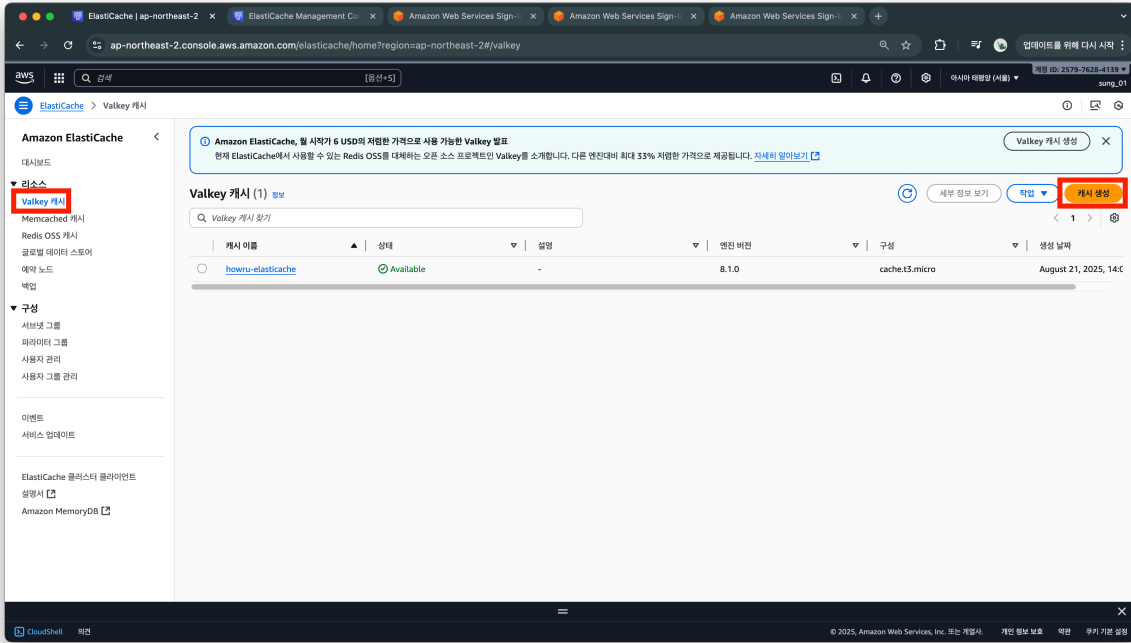 ElastiCache | ap-northeast-2
ElastiCache Management Co
Amazon Web Services Sign-I
Amazon Web Services Sign-I
Amazon Web Services Sign-I
ap-northeast-2.console.aws.amazon.com/elasticache/home?region=ap-northeast-2#/valkey
업데이트를 위해 다시 시작
aws
검색
[옵션+S]
아시아 태평양 (서울)
계정 ID: 2579-7628-4139
sung_01
ElastiCache > Valkey 캐시
Amazon ElastiCache
대시보드
리소스
Valkey 캐시
Memcached 캐시
Redis OSS 캐시
글로벌 데이터 스토어
예약 노드
백업
구성
서브넷 그룹
파라미터 그룹
사용자 관리
사용자 그룹 관리
이벤트
서비스 업데이트
ElastiCache 클러스터 클라이언트
설명서
Amazon MemoryDB
Amazon ElastiCache, 월 시작가 6 USD의 저렴한 가격으로 사용 가능한 Valkey 발표
현재 ElastiCache에서 사용할 수 있는 Redis OSS를 대체하는 오픈 소스 프로젝트인 Valkey를 소개합니다. 다른 엔진대비 최대 33% 저렴한 가격으로 제공됩니다. 자세히 알아보기
Valkey 캐시 생성
Valkey 캐시 (1) 정보
세부 정보 보기
작업
캐시 생성
Valkey 캐시 찾기
1
캐시 이름 상태 설명 엔진 버전 구성 생성 날짜
howru-elasticache Available - 8.1.0 cache.t3.micro August 21, 2025, 14:0
CloudShell 의견
© 2025, Amazon Web Services, Inc. 또는 계열사. 개인 정보 보호 약관 쿠키 기본 설정